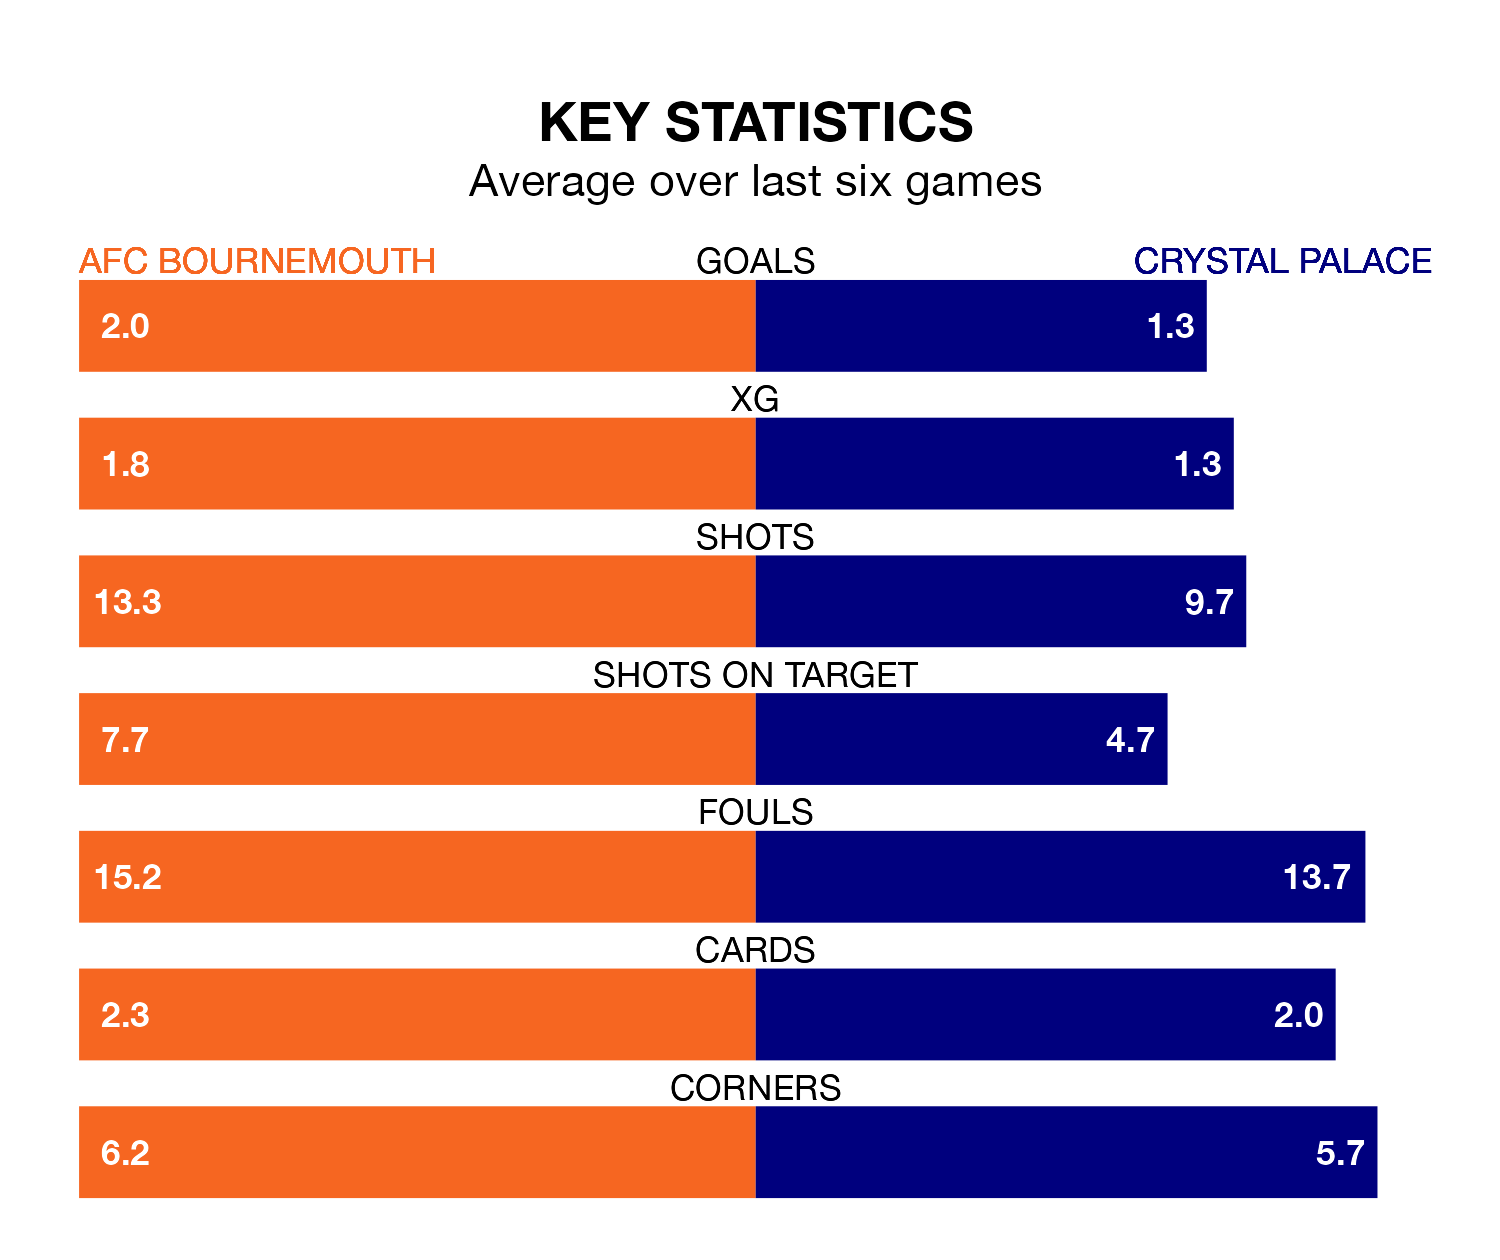 KEY STATISTICS
Average over last six games
AFC BOURNEMOUTH GOALS CRYSTAL PALACE
2.0 1.3
XG
1.8 1.3
SHOTS
13.3 9.7
SHOTS ON TARGET
7.7 4.7
FOULS
15.2 13.7
CARDS
2.3 2.0
CORNERS
6.2 5.7